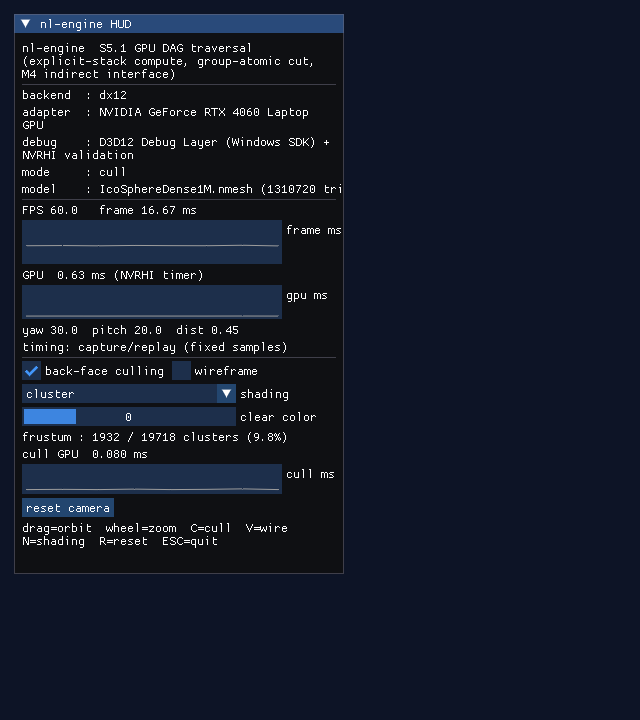 nl-engine HUD
nl-engine  S5.1 GPU DAG traversal
(explicit-stack compute, group-atomic cut,
M4 indirect interface)
backend  : dx12
adapter  : NVIDIA GeForce RTX 4060 Laptop
GPU
debug    : D3D12 Debug Layer (Windows SDK) +
NVRHI validation
mode     : cull
model    : IcoSphereDense1M.nmesh (1310720 tri
FPS 60.0   frame 16.67 ms
frame ms
GPU  0.63 ms (NVRHI timer)
gpu ms
yaw 30.0  pitch 20.0  dist 0.45
timing: capture/replay (fixed samples)
back-face culling  wireframe
cluster  shading
0  clear color
frustum : 1932 / 19718 clusters (9.8%)
cull GPU  0.080 ms
cull ms
reset camera
drag=orbit  wheel=zoom  C=cull  V=wire
N=shading  R=reset  ESC=quit